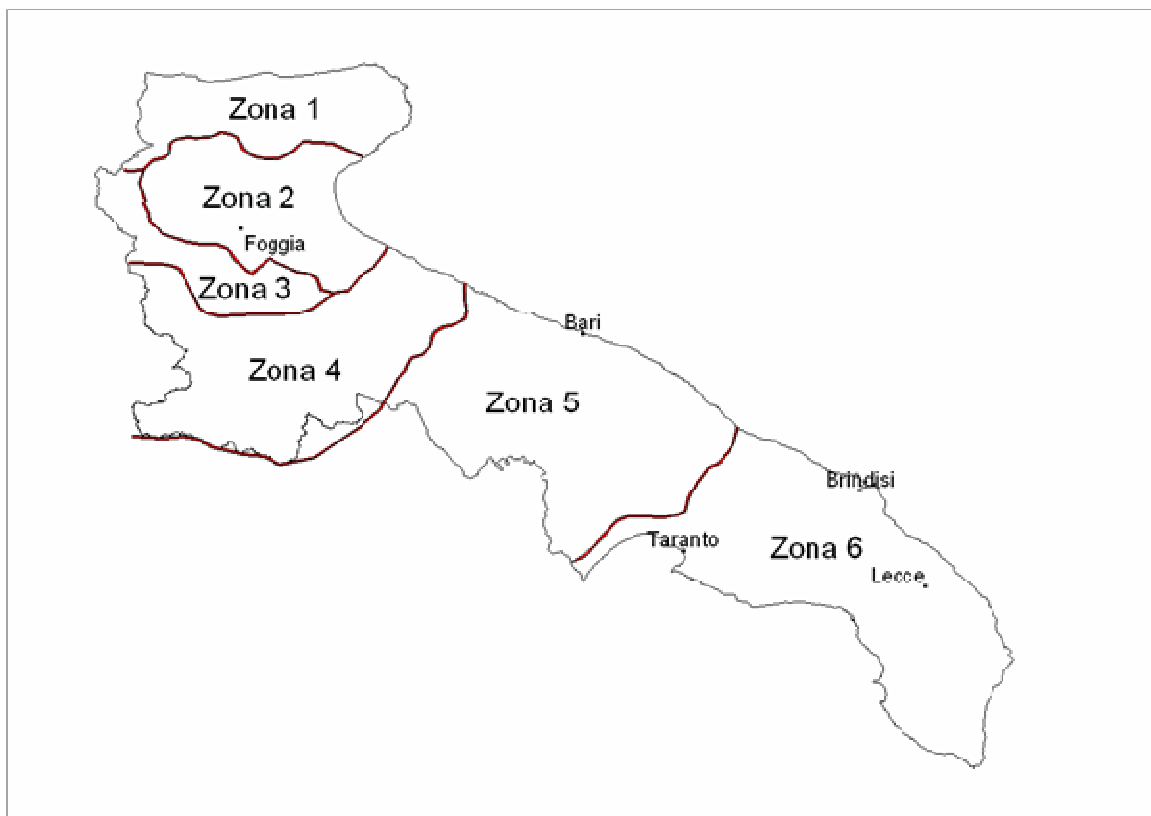 Zona 1
Zona 2
Foggia
Zona 3
Bari
Zona 4
Zona 5
Brindisi
Taranto
Zona 6
Lecce